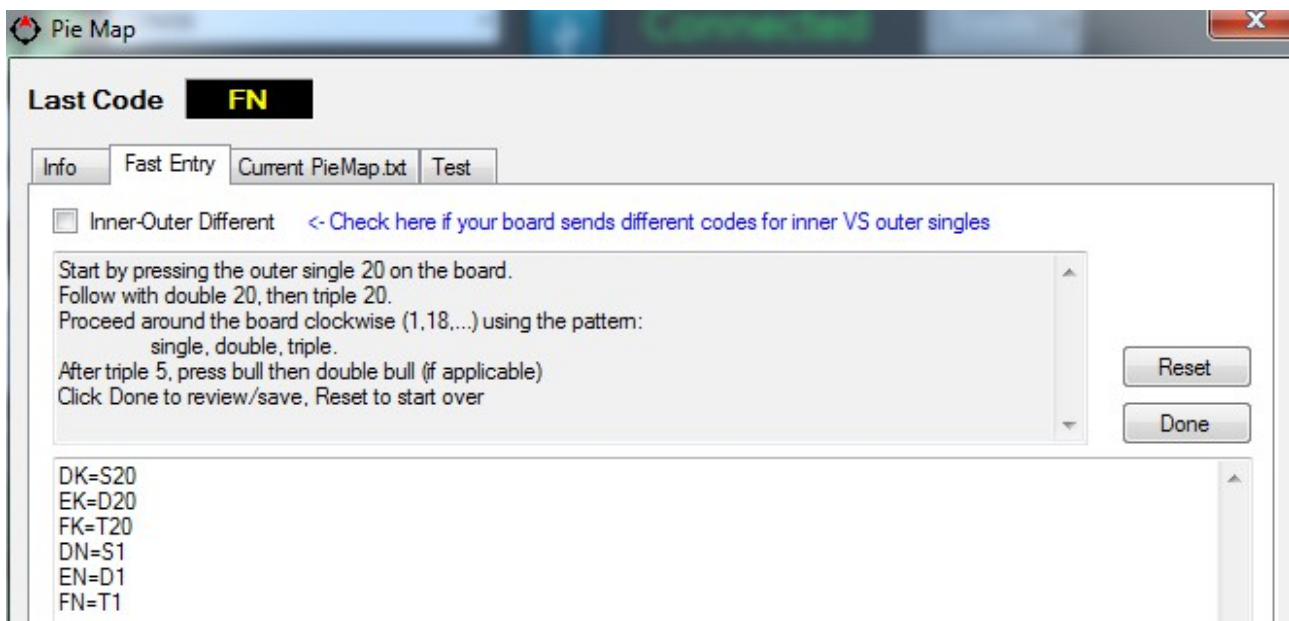 Pie Map
Connected
X
Last Code FN
Info Fast Entry Current PieMap.txt Test
Inner-Outer Different <- Check here if your board sends different codes for inner VS outer singles
Start by pressing the outer single 20 on the board.
Follow with double 20, then triple 20.
Proceed around the board clockwise (1,18,...) using the pattern:
single, double, triple.
After triple 5, press bull then double bull (if applicable)
Click Done to review/save, Reset to start over
Reset
Done
DK=S20
EK=D20
FK=T20
DN=S1
EN=D1
FN=T1